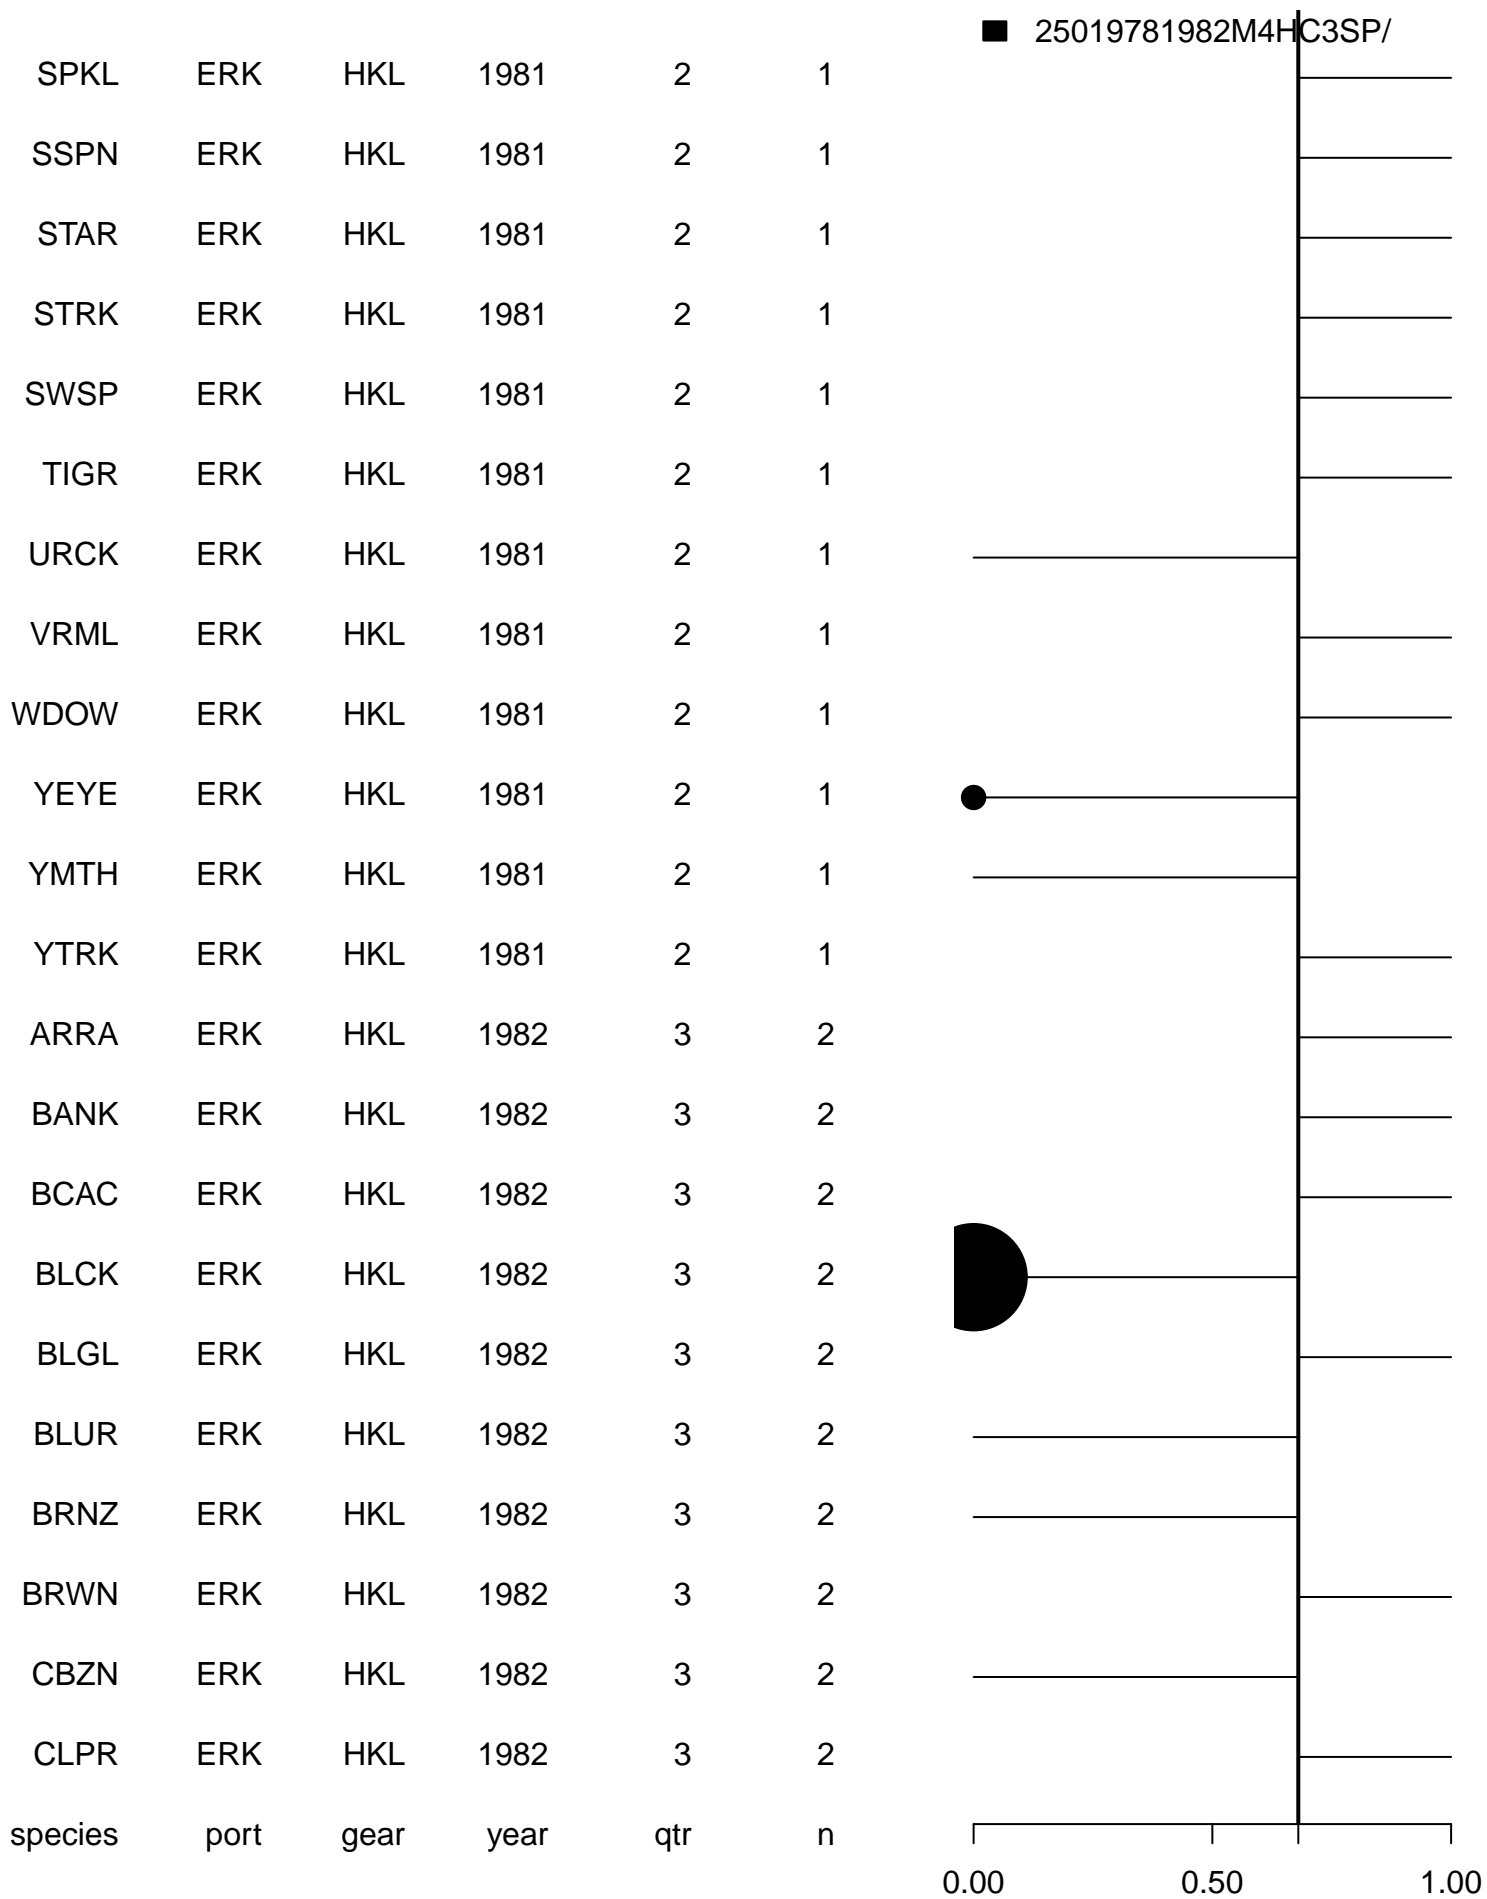 25019781982M4HC3SP/
SPKL ERK HKL 1981 2 1
SSPN ERK HKL 1981 2 1
STAR ERK HKL 1981 2 1
STRK ERK HKL 1981 2 1
SWSP ERK HKL 1981 2 1
TIGR ERK HKL 1981 2 1
URCK ERK HKL 1981 2 1
VRML ERK HKL 1981 2 1
WDOW ERK HKL 1981 2 1
YEYE ERK HKL 1981 2 1
YMTH ERK HKL 1981 2 1
YTRK ERK HKL 1981 2 1
ARRA ERK HKL 1982 3 2
BANK ERK HKL 1982 3 2
BCAC ERK HKL 1982 3 2
BLCK ERK HKL 1982 3 2
BLGL ERK HKL 1982 3 2
BLUR ERK HKL 1982 3 2
BRNZ ERK HKL 1982 3 2
BRWN ERK HKL 1982 3 2
CBZN ERK HKL 1982 3 2
CLPR ERK HKL 1982 3 2
species port gear year qtr n
0.00 0.50 1.00